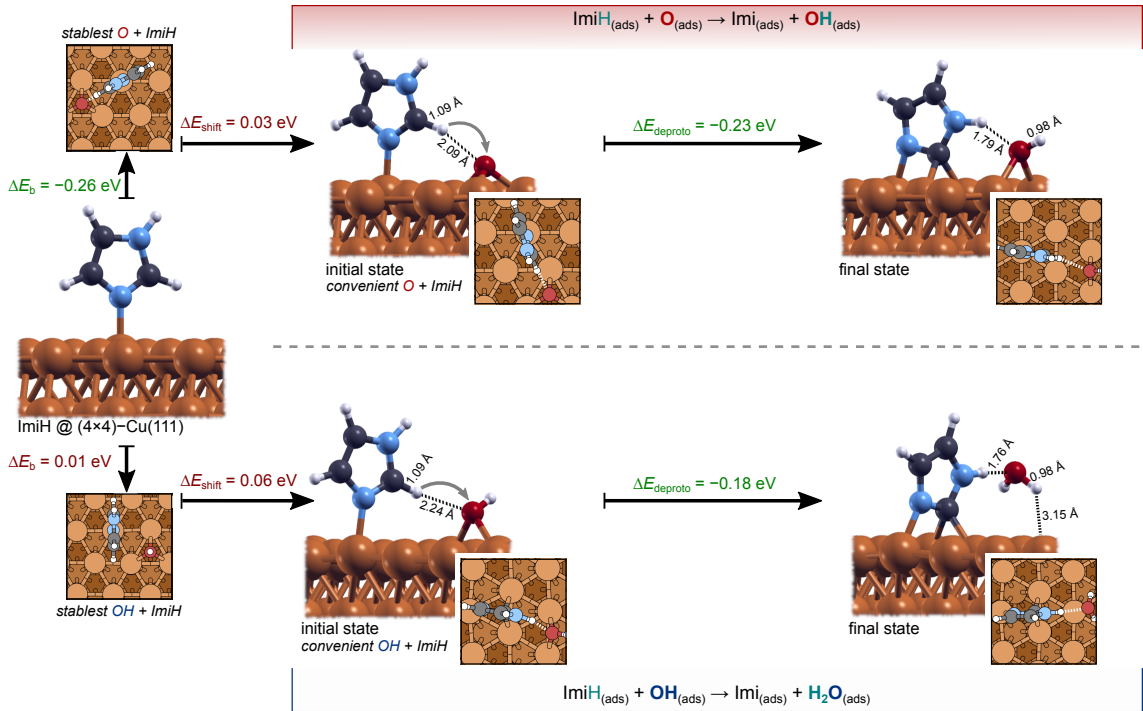 ImiH(ads) + O(ads) → Imi(ads) + OH(ads)
stablest O + ImiH
ΔEshift = 0.03 eV
1.09 Å
2.09 Å
ΔEdeproto = −0.23 eV
1.79 Å
0.98 Å
ΔEb = −0.26 eV
initial state
convenient O + ImiH
final state
ImiH @ (4×4)−Cu(111)
ΔEb = 0.01 eV
ΔEshift = 0.06 eV
1.09 Å
2.24 Å
ΔEdeproto = −0.18 eV
1.76 Å
0.98 Å
3.15 Å
stablest OH + ImiH
initial state
convenient OH + ImiH
final state
ImiH(ads) + OH(ads) → Imi(ads) + H2O(ads)